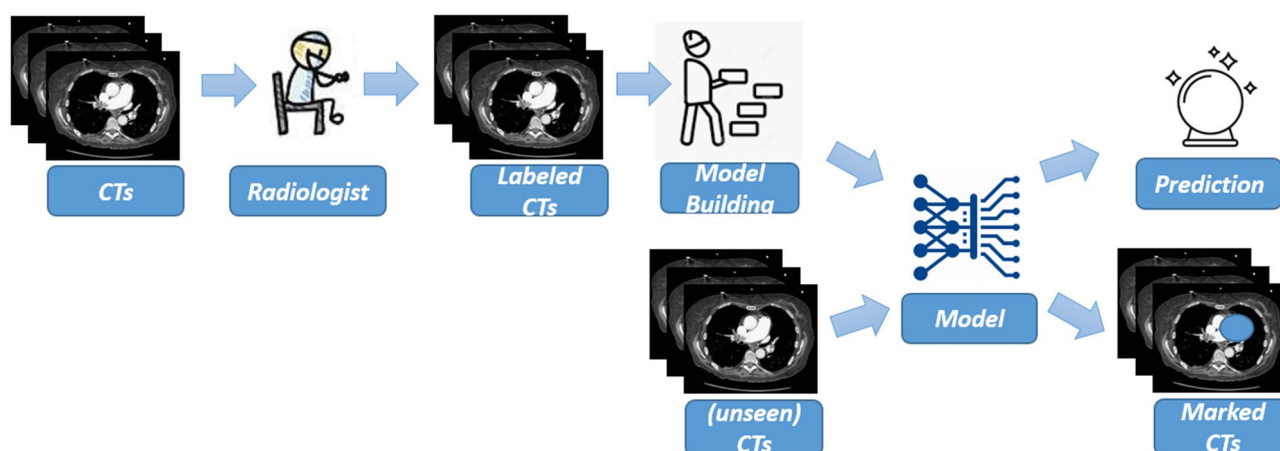 CTs
Radiologist
Labeled
CTs
Model
Building
Prediction
Model
(unseen)
CTs
Marked
CTs